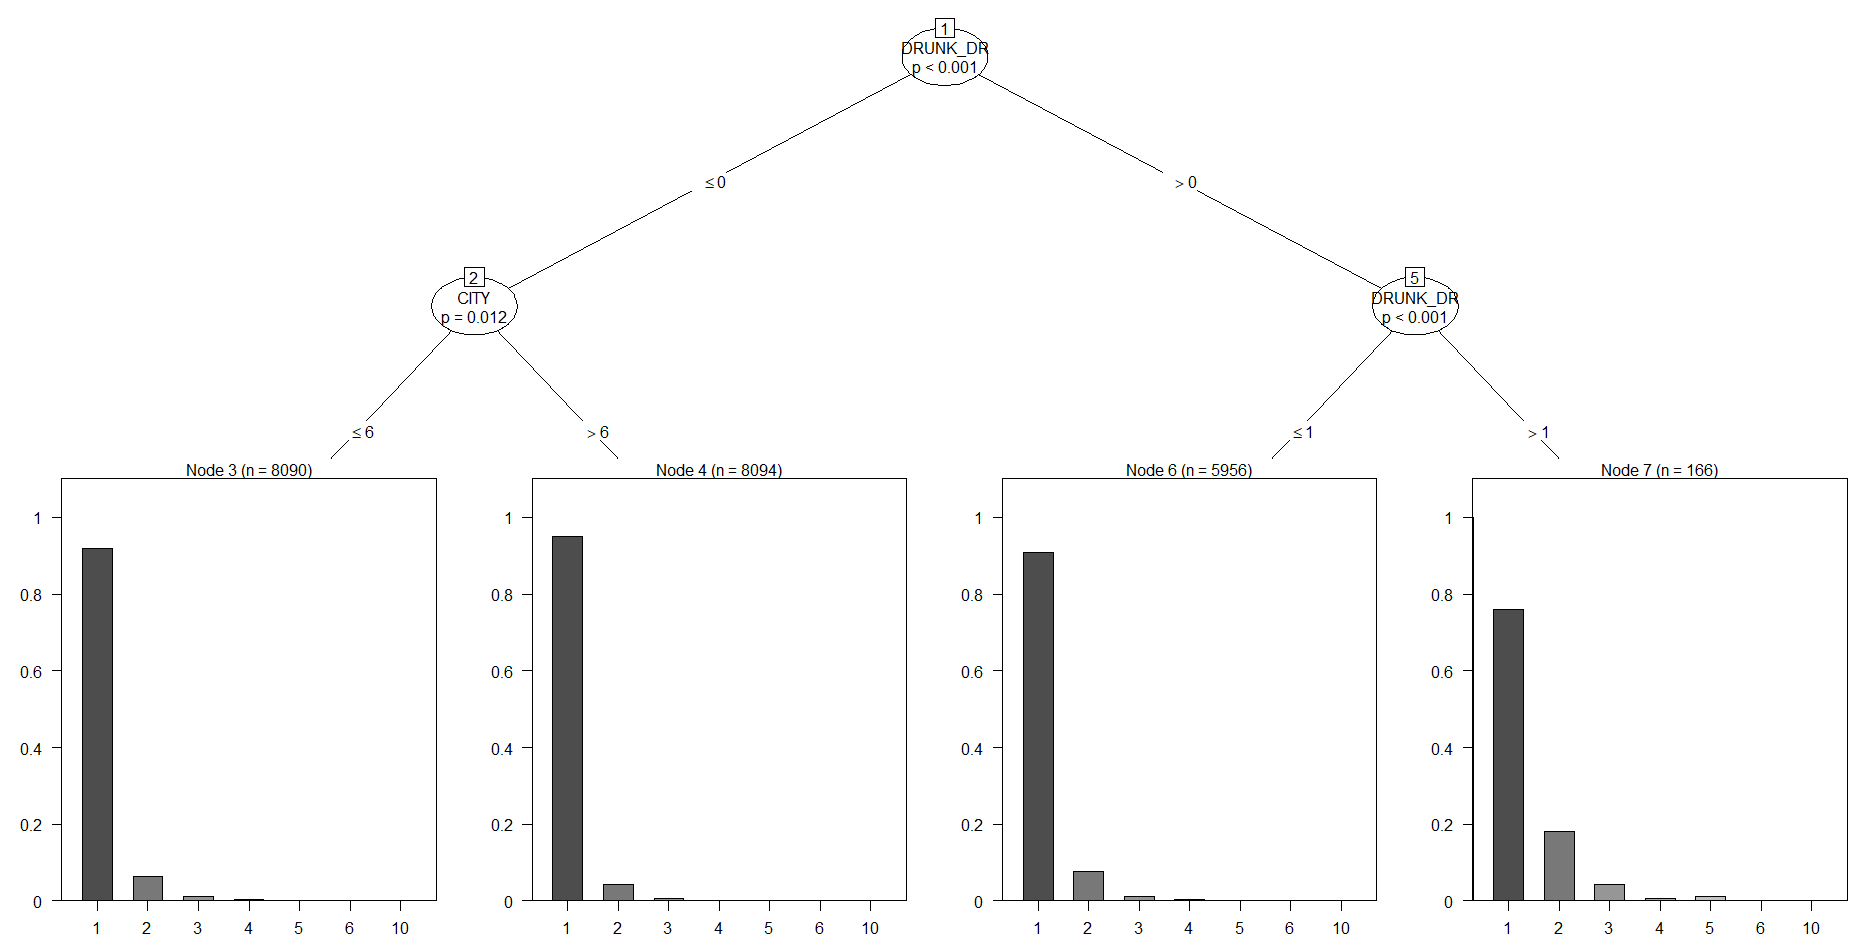 1
DRUNK_DR
p < 0.001
≤ 0
> 0
2
CITY
p = 0.012
5
DRUNK_DR
p < 0.001
≤ 6
> 6
≤ 1
> 1
Node 3 (n = 8090)
1
0.8
0.6
0.4
0.2
0
1 2 3 4 5 6 10
Node 4 (n = 8094)
1
0.8
0.6
0.4
0.2
0
1 2 3 4 5 6 10
Node 6 (n = 5956)
1
0.8
0.6
0.4
0.2
0
1 2 3 4 5 6 10
Node 7 (n = 166)
1
0.8
0.6
0.4
0.2
0
1 2 3 4 5 6 10